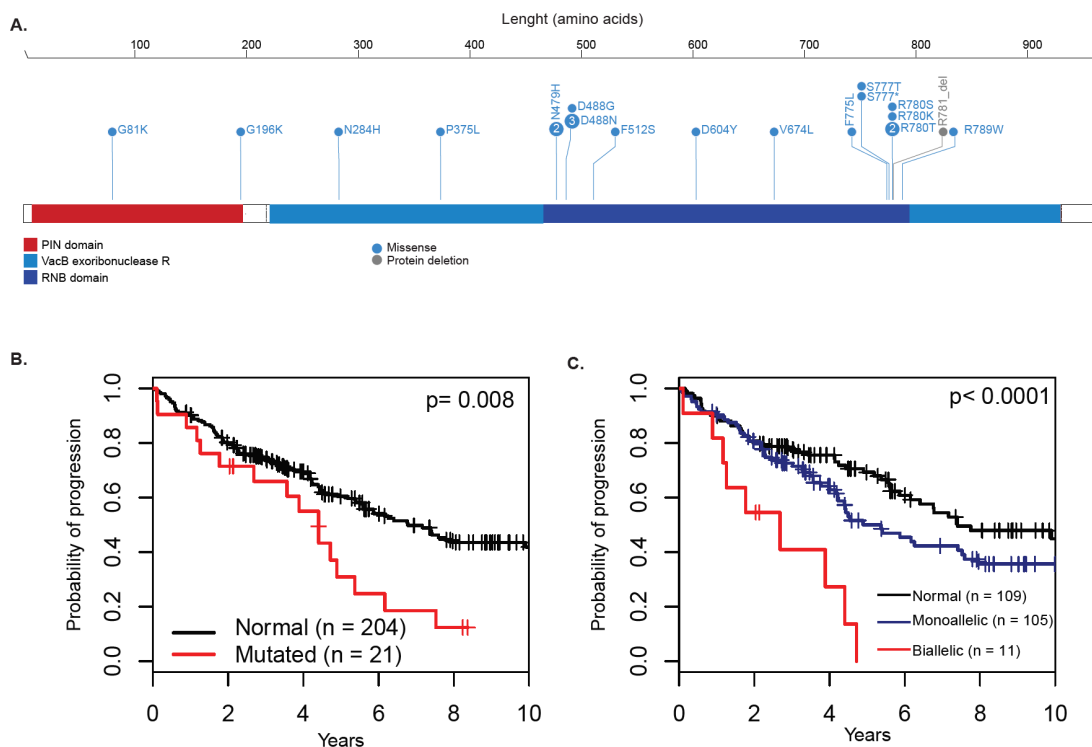 A.
Lenght (amino acids)
100 200 300 400 500 600 700 800 900
G81K
G196K
N284H
P375L
N479H
2
D488G
3 D488N
F512S
D604Y
V674L
F775L
S777T
S777*
R780S
R780K
2 R780T
R781_del
R789W
PIN domain
VacB exoribonuclease R
RNB domain
Missense
Protein deletion
B.
p= 0.008
Probability of progression
1.0
0.8
0.6
0.4
0.2
0.0
Normal (n = 204)
Mutated (n = 21)
0 2 4 6 8 10
Years
C.
p< 0.0001
Probability of progression
1.0
0.8
0.6
0.4
0.2
0.0
Normal (n = 109)
Monoallelic (n = 105)
Biallelic (n = 11)
0 2 4 6 8 10
Years